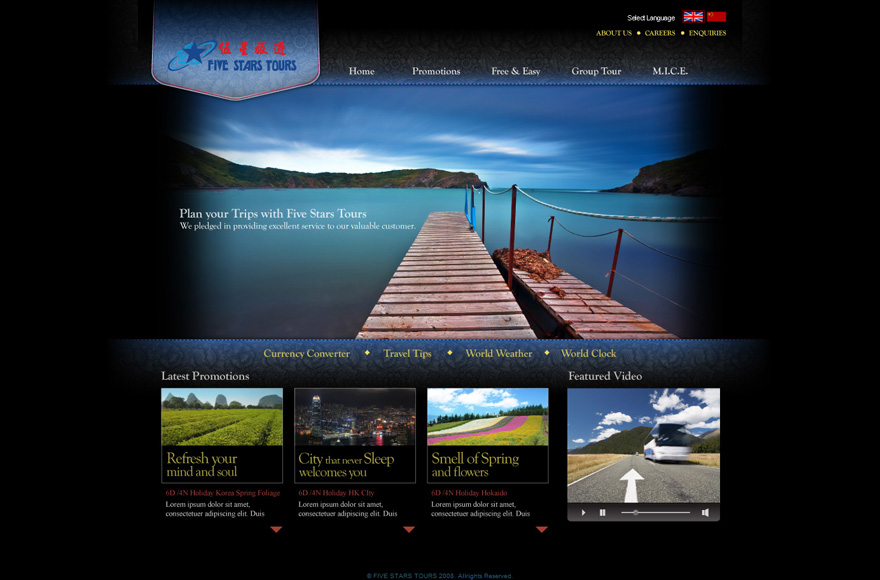 Select Language
ABOUT US • CAREERS • ENQUIRIES
恒星旅遊
FIVE STARS TOURS
Home Promotions Free & Easy Group Tour M.I.C.E.
Plan your Trips with Five Stars Tours
We pledged in providing excellent service to our valuable customer.
Currency Converter ◆ Travel Tips ◆ World Weather ◆ World Clock
Latest Promotions
Refresh your
mind and soul
6D /4N Holiday Korea Spring Foliage
Lorem ipsum dolor sit amet,
consectetuer adipiscing elit. Duis
City that never Sleep
welcomes you
6D /4N Holiday HK City
Lorem ipsum dolor sit amet,
consectetuer adipiscing elit. Duis
Smell of Spring
and flowers
6D /4N Holiday Hokaido
Lorem ipsum dolor sit amet,
consectetuer adipiscing elit. Duis
Featured Video
© FIVE STARS TOURS 2008. Allrights Reserved.